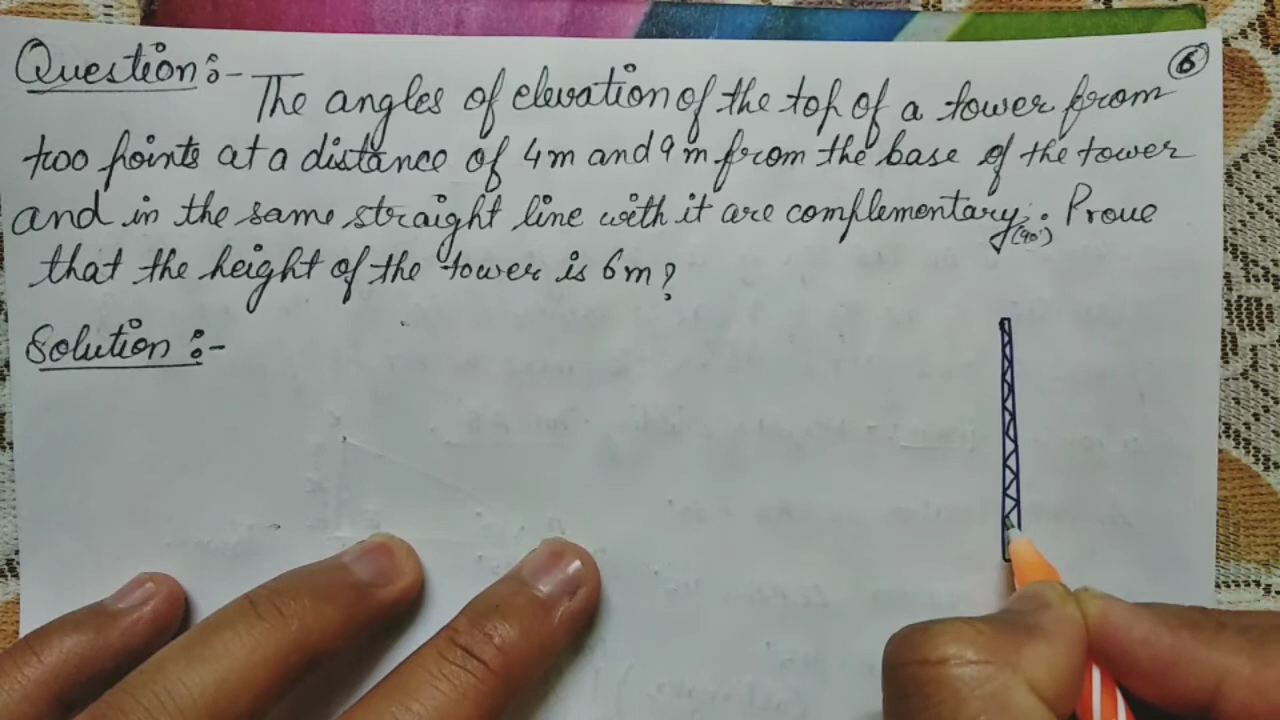 Question:- The angles of elevation of the top of a tower from
two points at a distance of 4m and 9m from the base of the tower
and in the same straight line with it are complementary. Prove
(90°)
that the height of the tower is 6m?
Solution :-
6